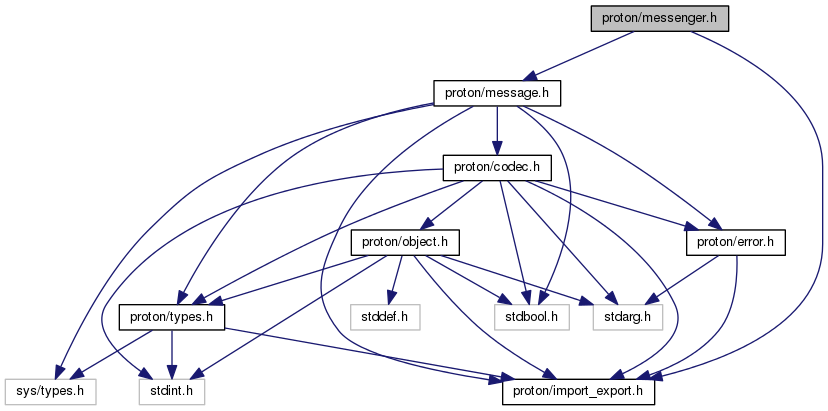 proton/messenger.h
proton/message.h
proton/codec.h
proton/object.h
proton/error.h
proton/types.h
stddef.h
stdbool.h
stdarg.h
sys/types.h
stdint.h
proton/import_export.h